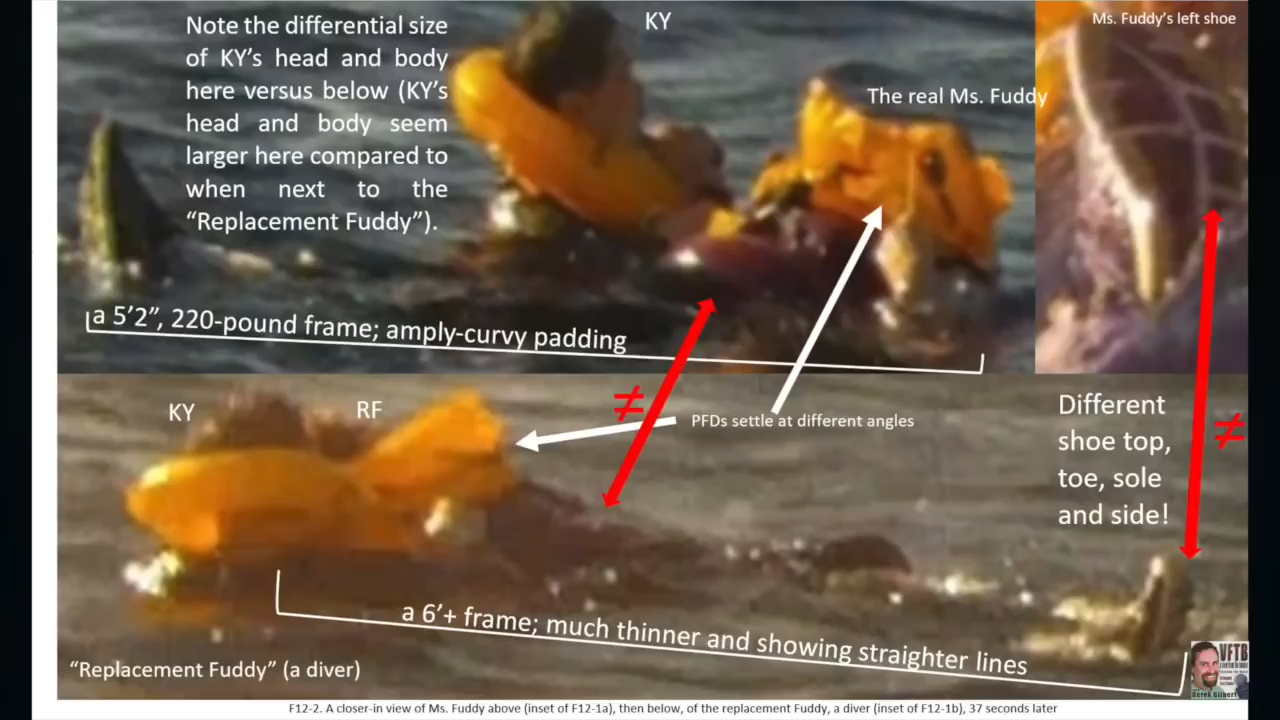 Note the differential size
of KY's head and body
here versus below (KY's
head and body seem
larger here compared to
when next to the
“Replacement Fuddy”).
KY
The real Ms. Fuddy
Ms. Fuddy's left shoe
a 5'2”, 220-pound frame; amply-curvy padding
≠
PFDs settle at different angles
KY
RF
Different
shoe top,
toe, sole
and side!
≠
a 6'+ frame; much thinner and showing straighter lines
“Replacement Fuddy” (a diver)
VFTB
Derek Gilbert
F12-2. A closer-in view of Ms. Fuddy above (inset of F12-1a), then below, of the replacement Fuddy, a diver (inset of F12-1b), 37 seconds later